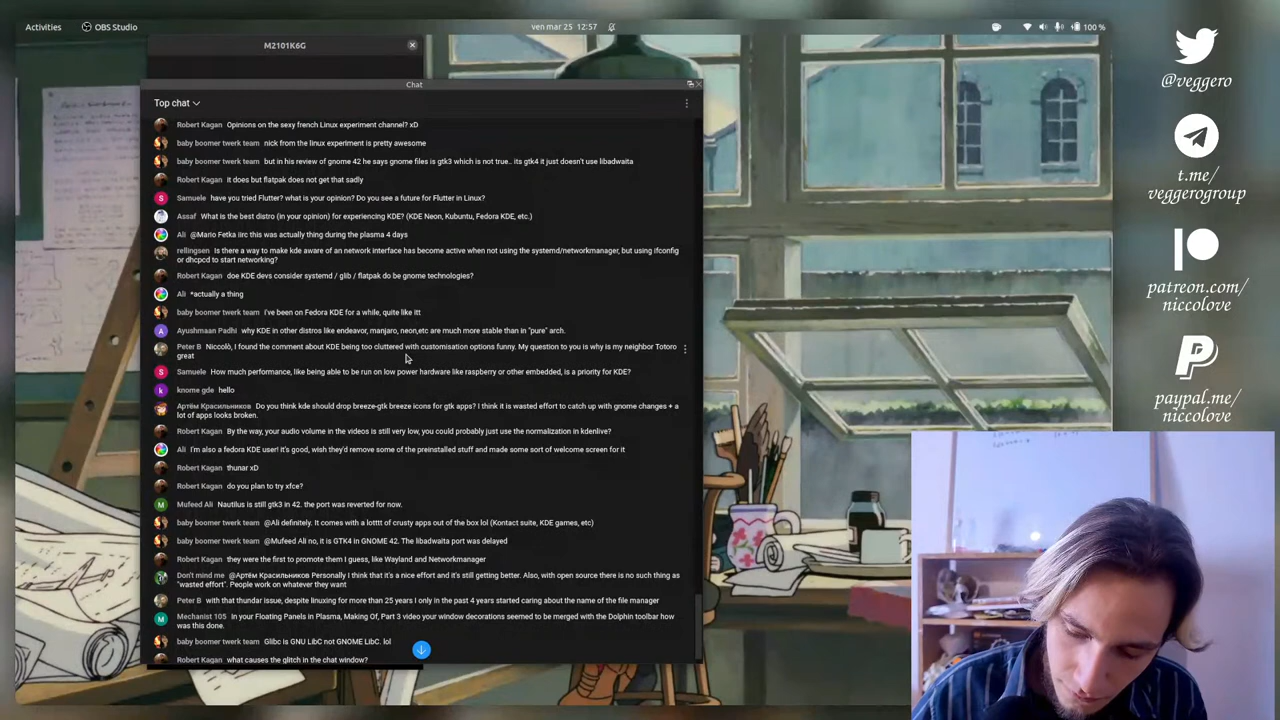 Activities
OBS Studio
ven mar 25 12:57
100 %
M2101K6G
Chat
Top chat
Robert Kagan Opinions on the sexy french Linux experiment channel? xD
baby boomer twerk team nick from the linux experiment is pretty awesome
baby boomer twerk team but in his review of gnome 42 he says gnome files is gtk3 which is not true.. its gtk4 it just doesn't use libadwaita
Robert Kagan It does but flatpak does not get that sadly
S Samuele have you tried Flutter? what is your opinion? Do you see a future for Flutter in Linux?
Assaf What is the best distro (in your opinion) for experiencing KDE? (KDE Neon, Kubuntu, Fedora KDE, etc.)
Ali @Mario Fetka iirc this was actually thing during the plasma 4 days
rellingsen Is there a way to make kde aware of an network interface has become active when not using the systemd/networkmanager, but using ifconfig
or dhcpcd to start networking?
Robert Kagan doe KDE devs consider systemd / glib / flatpak do be gnome technologies?
Ali *actually a thing
baby boomer twerk team i've been on Fedora KDE for a while, quite like itt
A Ayushmaan Padhi why KDE in other distros like endeavor, manjaro, neon,etc are much more stable than in "pure" arch.
Peter B Niccolò, I found the comment about KDE being too cluttered with customisation options funny. My question to you is why is my neighbor Totoro
great
S Samuele How much performance, like being able to be run on low power hardware like raspberry or other embedded, is a priority for KDE?
k knome gde hello
Артём Красильников Do you think kde should drop breeze-gtk breeze icons for gtk apps? I think it is wasted effort to catch up with gnome changes + a
lot of apps looks broken.
Robert Kagan By the way, your audio volume in the videos is still very low, you could probably just use the normalization in kdenlive?
Ali I'm also a fedora KDE user! it's good, wish they'd remove some of the preinstalled stuff and made some sort of welcome screen for it
Robert Kagan thunar xD
Robert Kagan do you plan to try xfce?
M Mufeed Ali Nautilus is still gtk3 in 42. the port was reverted for now.
baby boomer twerk team @Ali definitely. It comes with a lotttt of crusty apps out of the box lol (Kontact suite, KDE games, etc)
baby boomer twerk team @Mufeed Ali no, it is GTK4 in GNOME 42. The libadwaita port was delayed
Robert Kagan they were the first to promote them I guess, like Wayland and Networkmanager
Don't mind me @Артём Красильников Personally I think that it's a nice effort and it's still getting better. Also, with open source there is no such thing as
"wasted effort". People work on whatever they want
Peter B with that thundar issue, despite linuxing for more than 25 years I only in the past 4 years started caring about the name of the file manager
M Mechanist 105 In your Floating Panels in Plasma, Making Of, Part 3 video your window decorations seemed to be merged with the Dolphin toolbar how
was this done.
baby boomer twerk team Glibc is GNU LibC not GNOME LibC. lol
Robert Kagan what causes the glitch in the chat window?
@veggero
t.me/
veggerogroup
patreon.com/
niccolove
paypal.me/
niccolove